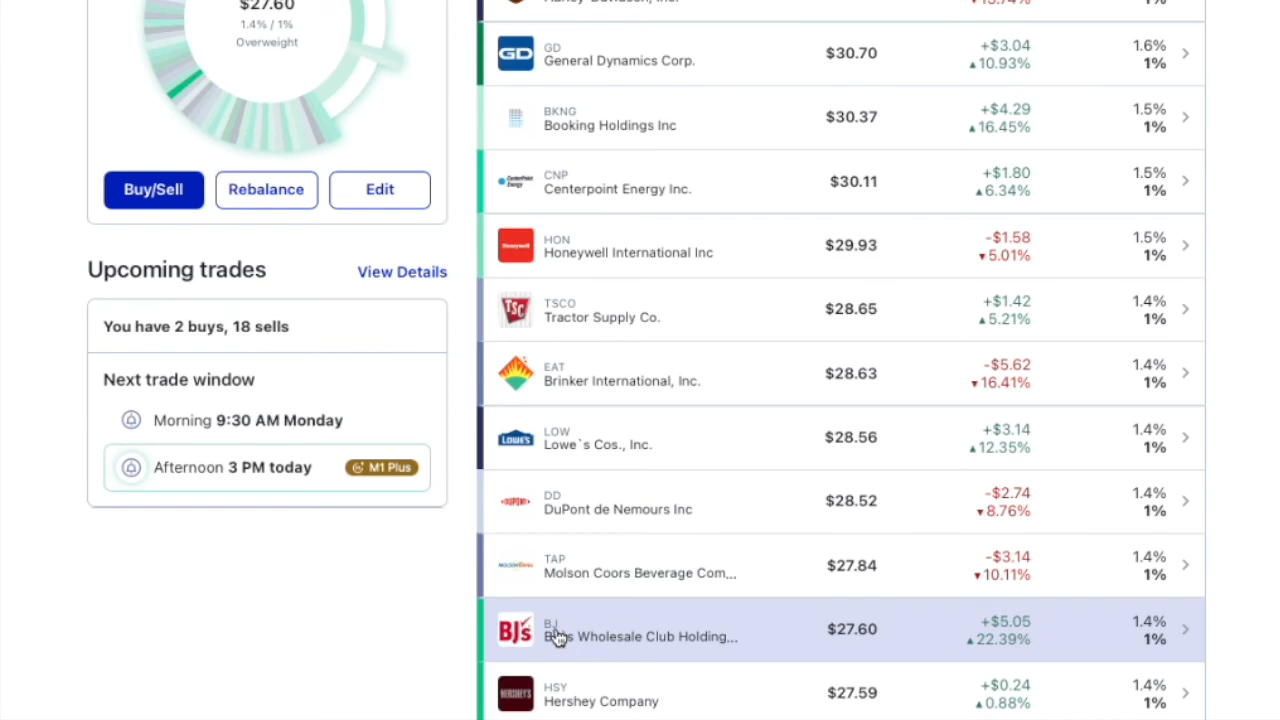 $27.60
1.4% / 1%
Overweight
Buy/Sell
Rebalance
Edit
Upcoming trades
View Details
You have 2 buys, 18 sells
Next trade window
Morning 9:30 AM Monday
Afternoon 3 PM today
M1 Plus
1%
GD
GD
General Dynamics Corp.
$30.70
+$3.04
▲10.93%
1.6%
1%
BKNG
Booking Holdings Inc
$30.37
+$4.29
▲16.45%
1.5%
1%
CenterPoint
Energy
CNP
Centerpoint Energy Inc.
$30.11
+$1.80
▲6.34%
1.5%
1%
Honeywell
HON
Honeywell International Inc
$29.93
-$1.58
▼5.01%
1.5%
1%
TSC
TSCO
Tractor Supply Co.
$28.65
+$1.42
▲5.21%
1.4%
1%
EAT
Brinker International, Inc.
$28.63
-$5.62
▼16.41%
1.4%
1%
LOWE'S
LOW
Lowe`s Cos., Inc.
$28.56
+$3.14
▲12.35%
1.4%
1%
DUPONT
DD
DuPont de Nemours Inc
$28.52
-$2.74
▼8.76%
1.4%
1%
TAP
Molson Coors Beverage Com...
$27.84
-$3.14
▼10.11%
1.4%
1%
BJ's
BJ
Wholesale Club Holding...
$27.60
+$5.05
▲22.39%
1.4%
1%
HERSHEY'S
HSY
Hershey Company
$27.59
+$0.24
▲0.88%
1.4%
1%